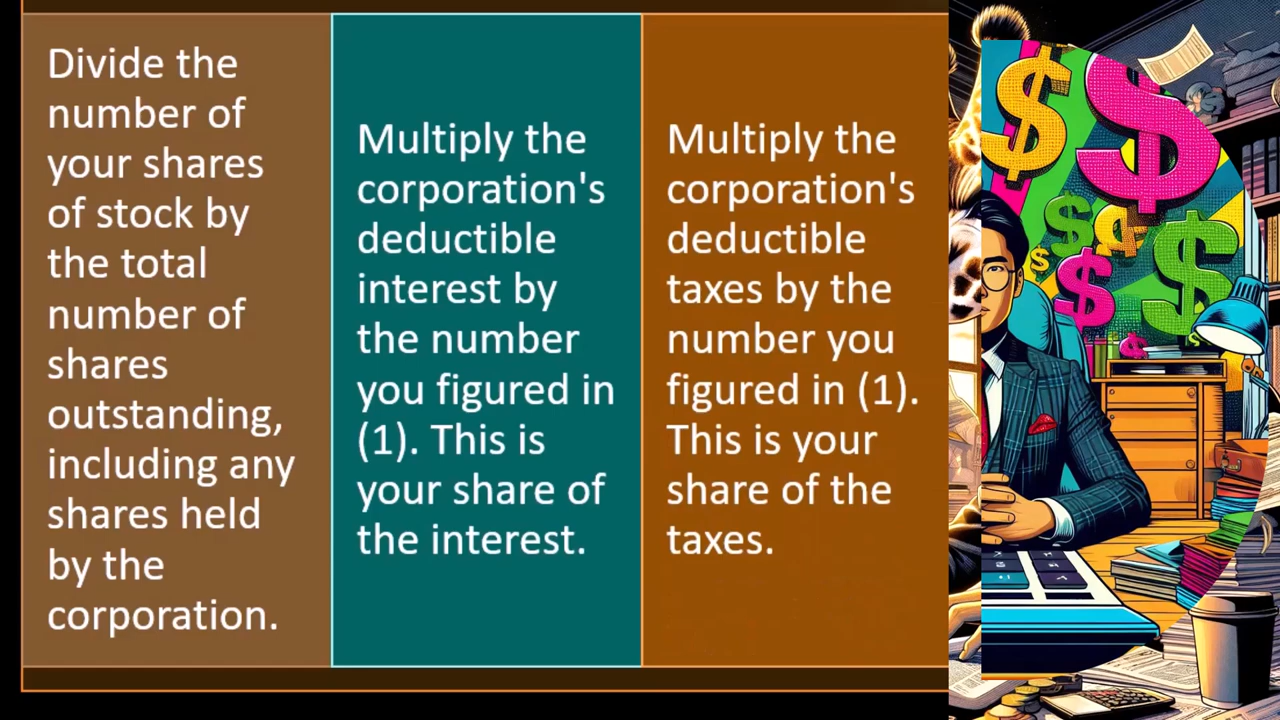 Divide the
number of
your shares
of stock by
the total
number of
shares
outstanding,
including any
shares held
by the
corporation.
Multiply the
corporation's
deductible
interest by
the number
you figured in
(1). This is
your share of
the interest.
Multiply the
corporation's
deductible
taxes by the
number you
figured in (1).
This is your
share of the
taxes.